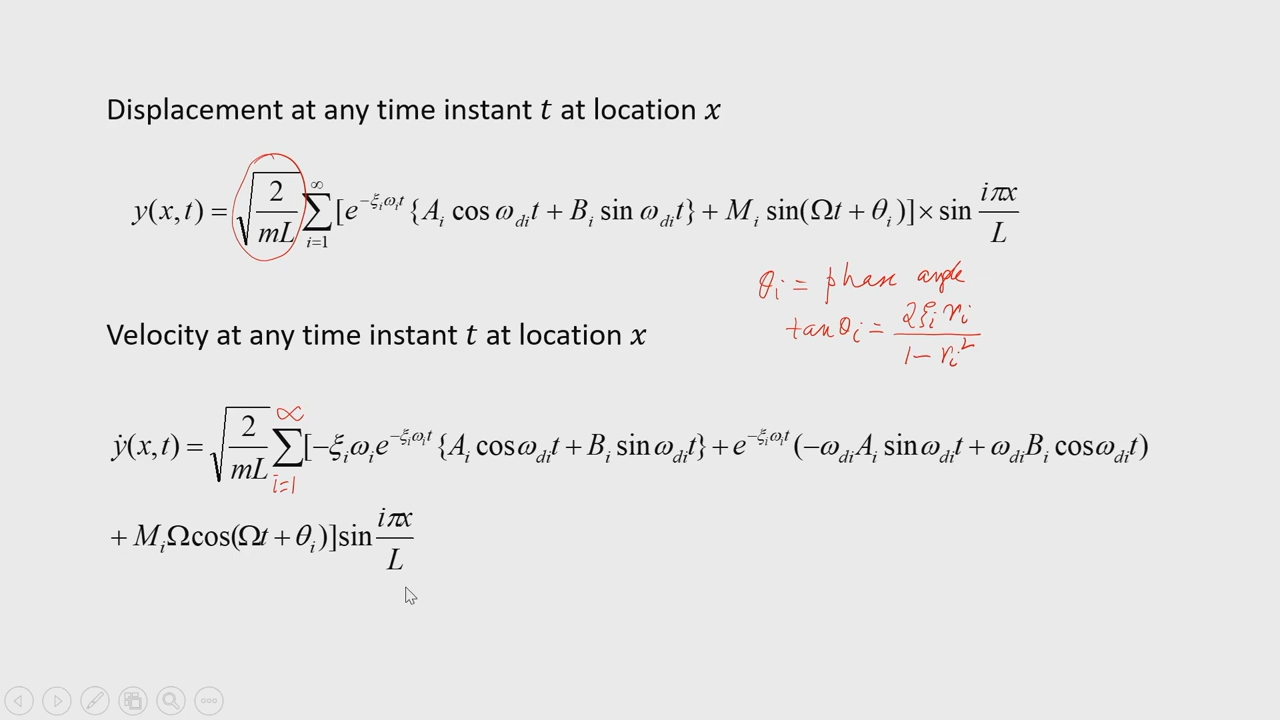 Displacement at any time instant t at location x
y(x,t) = √(2/mL) ∑_{i=1}^{∞} [e^{-ξ_i ω_i t} {A_i cos ω_{di} t + B_i sin ω_{di} t} + M_i sin(Ωt + θ_i)] × sin iπx/L
θ_i = phase angle
tan θ_i = 2ξ_i r_i / 1 − r_i^2
Velocity at any time instant t at location x
ẏ(x,t) = √(2/mL) ∑_{i=1}^{∞} [−ξ_i ω_i e^{-ξ_i ω_i t} {A_i cos ω_{di} t + B_i sin ω_{di} t} + e^{-ξ_i ω_i t} (−ω_{di} A_i sin ω_{di} t + ω_{di} B_i cos ω_{di} t)
+ M_i Ω cos(Ωt + θ_i)] sin iπx/L